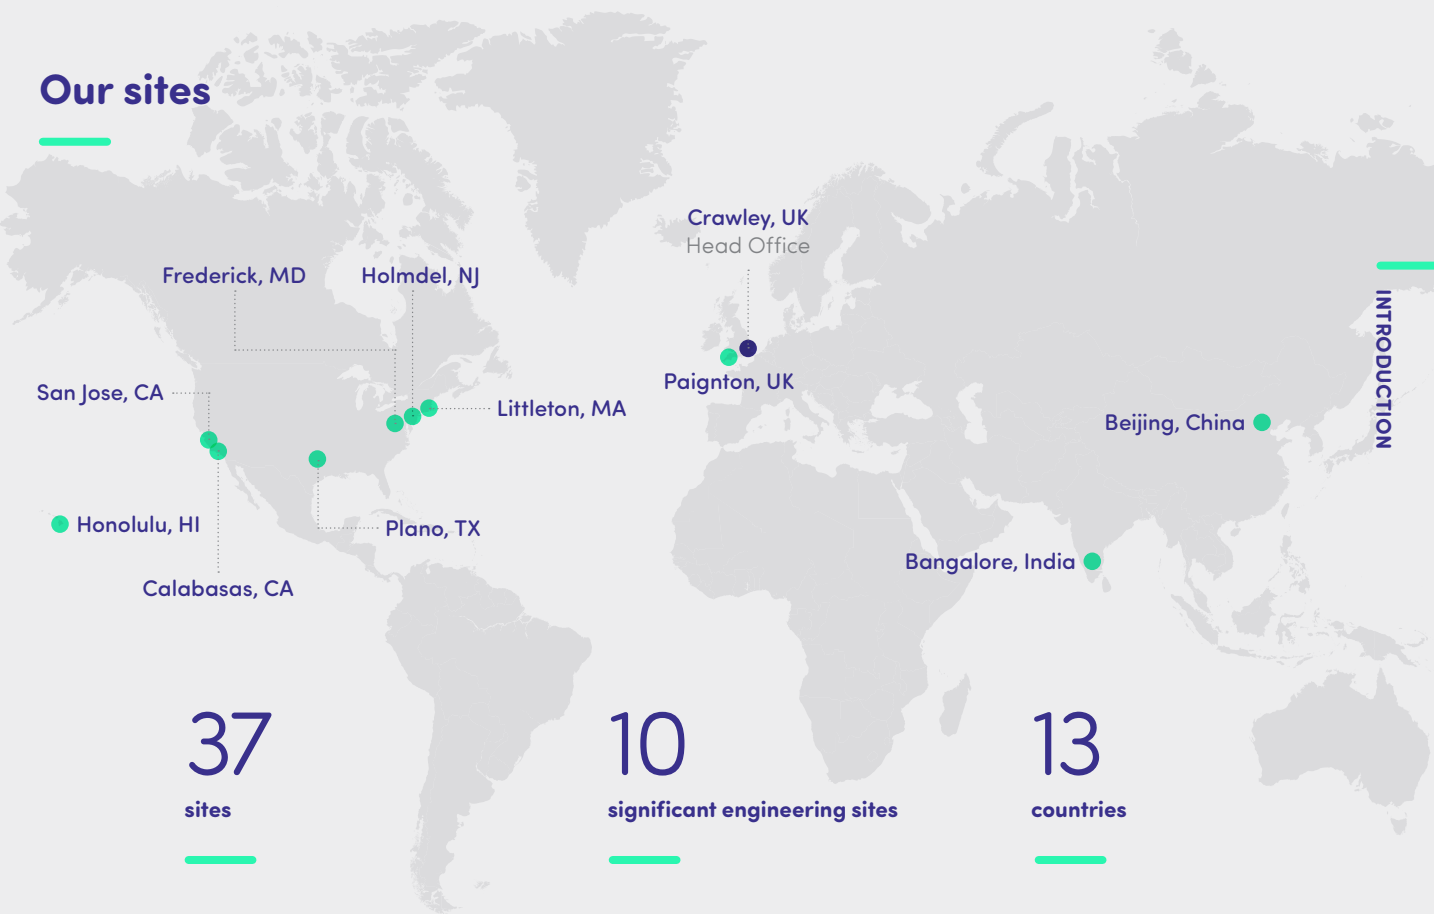 Our sites
Crawley, UK
Head Office
Frederick, MD
Holmdel, NJ
INTRODUCTION
Paignton, UK
San Jose, CA
Littleton, MA
Beijing, China
Honolulu, HI
Plano, TX
Bangalore, India
Calabasas, CA
37
sites
10
significant engineering sites
13
countries